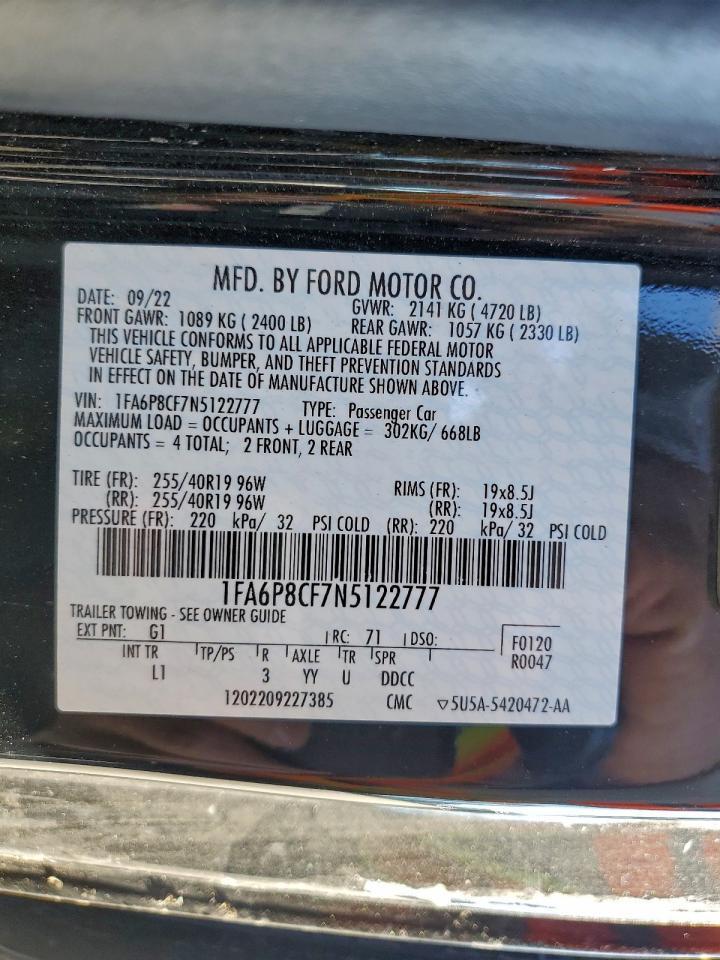 MFD. BY FORD MOTOR CO.
DATE: 09/22 GVWR: 2141 KG ( 4720 LB)
FRONT GAWR: 1089 KG ( 2400 LB) REAR GAWR: 1057 KG ( 2330 LB)
THIS VEHICLE CONFORMS TO ALL APPLICABLE FEDERAL MOTOR
VEHICLE SAFETY, BUMPER, AND THEFT PREVENTION STANDARDS
IN EFFECT ON THE DATE OF MANUFACTURE SHOWN ABOVE.
VIN: 1FA6P8CF7N5122777 TYPE: Passenger Car
MAXIMUM LOAD = OCCUPANTS + LUGGAGE = 302KG/ 668LB
OCCUPANTS = 4 TOTAL; 2 FRONT, 2 REAR
TIRE (FR): 255/40R19 96W RIMS (FR): 19x8.5J
(RR): 255/40R19 96W (RR): 19x8.5J
PRESSURE (FR): 220 kPa/ 32 PSI COLD (RR): 220 kPa/ 32 PSI COLD
1FA6P8CF7N5122777
TRAILER TOWING - SEE OWNER GUIDE
EXT PNT: G1 RC: 71 DSO: F0120
INT TR TP/PS R AXLE TR SPR R0047
L1 3 YY U DDCC
1202209227385 CMC ▽5U5A-5420472-AA